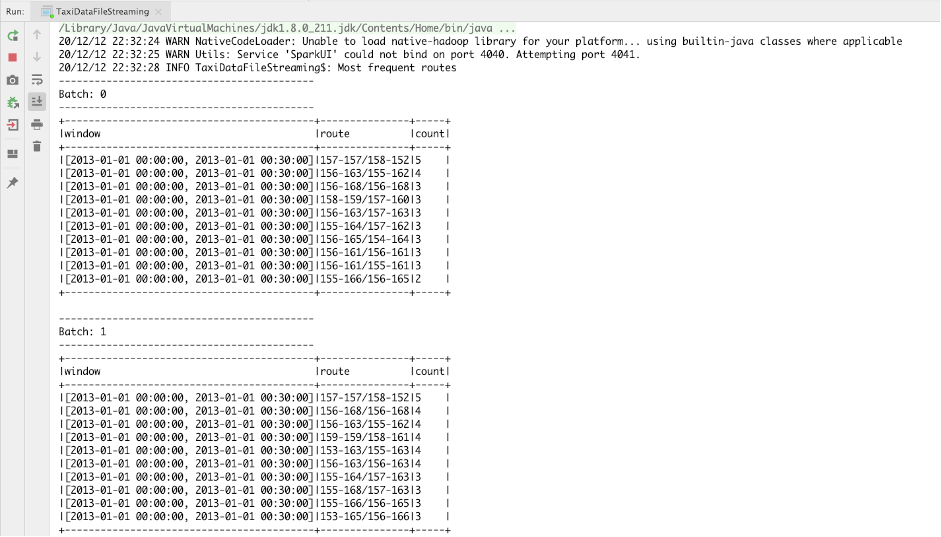 Run: TaxiDataFileStreaming
/Library/Java/JavaVirtualMachines/jdk1.8.0_211.jdk/Contents/Home/bin/java ...
20/12/12 22:32:24 WARN NativeCodeLoader: Unable to load native-hadoop library for your platform... using builtin-java classes where applicable
20/12/12 22:32:25 WARN Utils: Service 'SparkUI' could not bind on port 4040. Attempting port 4041.
20/12/12 22:32:28 INFO TaxiDataFileStreaming$: Most frequent routes
-------------------------------------------
Batch: 0
-------------------------------------------
+------------------------------------------+---------------+-----+
|window                                    |route          |count|
+------------------------------------------+---------------+-----+
|[2013-01-01 00:00:00, 2013-01-01 00:30:00]|157-157/158-152|5    |
|[2013-01-01 00:00:00, 2013-01-01 00:30:00]|156-163/155-162|4    |
|[2013-01-01 00:00:00, 2013-01-01 00:30:00]|156-168/156-168|3    |
|[2013-01-01 00:00:00, 2013-01-01 00:30:00]|158-159/157-160|3    |
|[2013-01-01 00:00:00, 2013-01-01 00:30:00]|156-163/157-163|3    |
|[2013-01-01 00:00:00, 2013-01-01 00:30:00]|155-164/157-162|3    |
|[2013-01-01 00:00:00, 2013-01-01 00:30:00]|156-165/154-164|3    |
|[2013-01-01 00:00:00, 2013-01-01 00:30:00]|156-161/156-161|3    |
|[2013-01-01 00:00:00, 2013-01-01 00:30:00]|156-161/155-161|3    |
|[2013-01-01 00:00:00, 2013-01-01 00:30:00]|155-166/156-165|2    |
+------------------------------------------+---------------+-----+
-------------------------------------------
Batch: 1
-------------------------------------------
+------------------------------------------+---------------+-----+
|window                                    |route          |count|
+------------------------------------------+---------------+-----+
|[2013-01-01 00:00:00, 2013-01-01 00:30:00]|157-157/158-152|5    |
|[2013-01-01 00:00:00, 2013-01-01 00:30:00]|156-168/156-168|4    |
|[2013-01-01 00:00:00, 2013-01-01 00:30:00]|156-163/155-162|4    |
|[2013-01-01 00:00:00, 2013-01-01 00:30:00]|159-159/158-161|4    |
|[2013-01-01 00:00:00, 2013-01-01 00:30:00]|153-163/155-163|4    |
|[2013-01-01 00:00:00, 2013-01-01 00:30:00]|156-163/156-163|4    |
|[2013-01-01 00:00:00, 2013-01-01 00:30:00]|155-164/157-163|3    |
|[2013-01-01 00:00:00, 2013-01-01 00:30:00]|155-168/157-163|3    |
|[2013-01-01 00:00:00, 2013-01-01 00:30:00]|155-166/156-165|3    |
|[2013-01-01 00:00:00, 2013-01-01 00:30:00]|153-165/156-166|3    |
+------------------------------------------+---------------+-----+